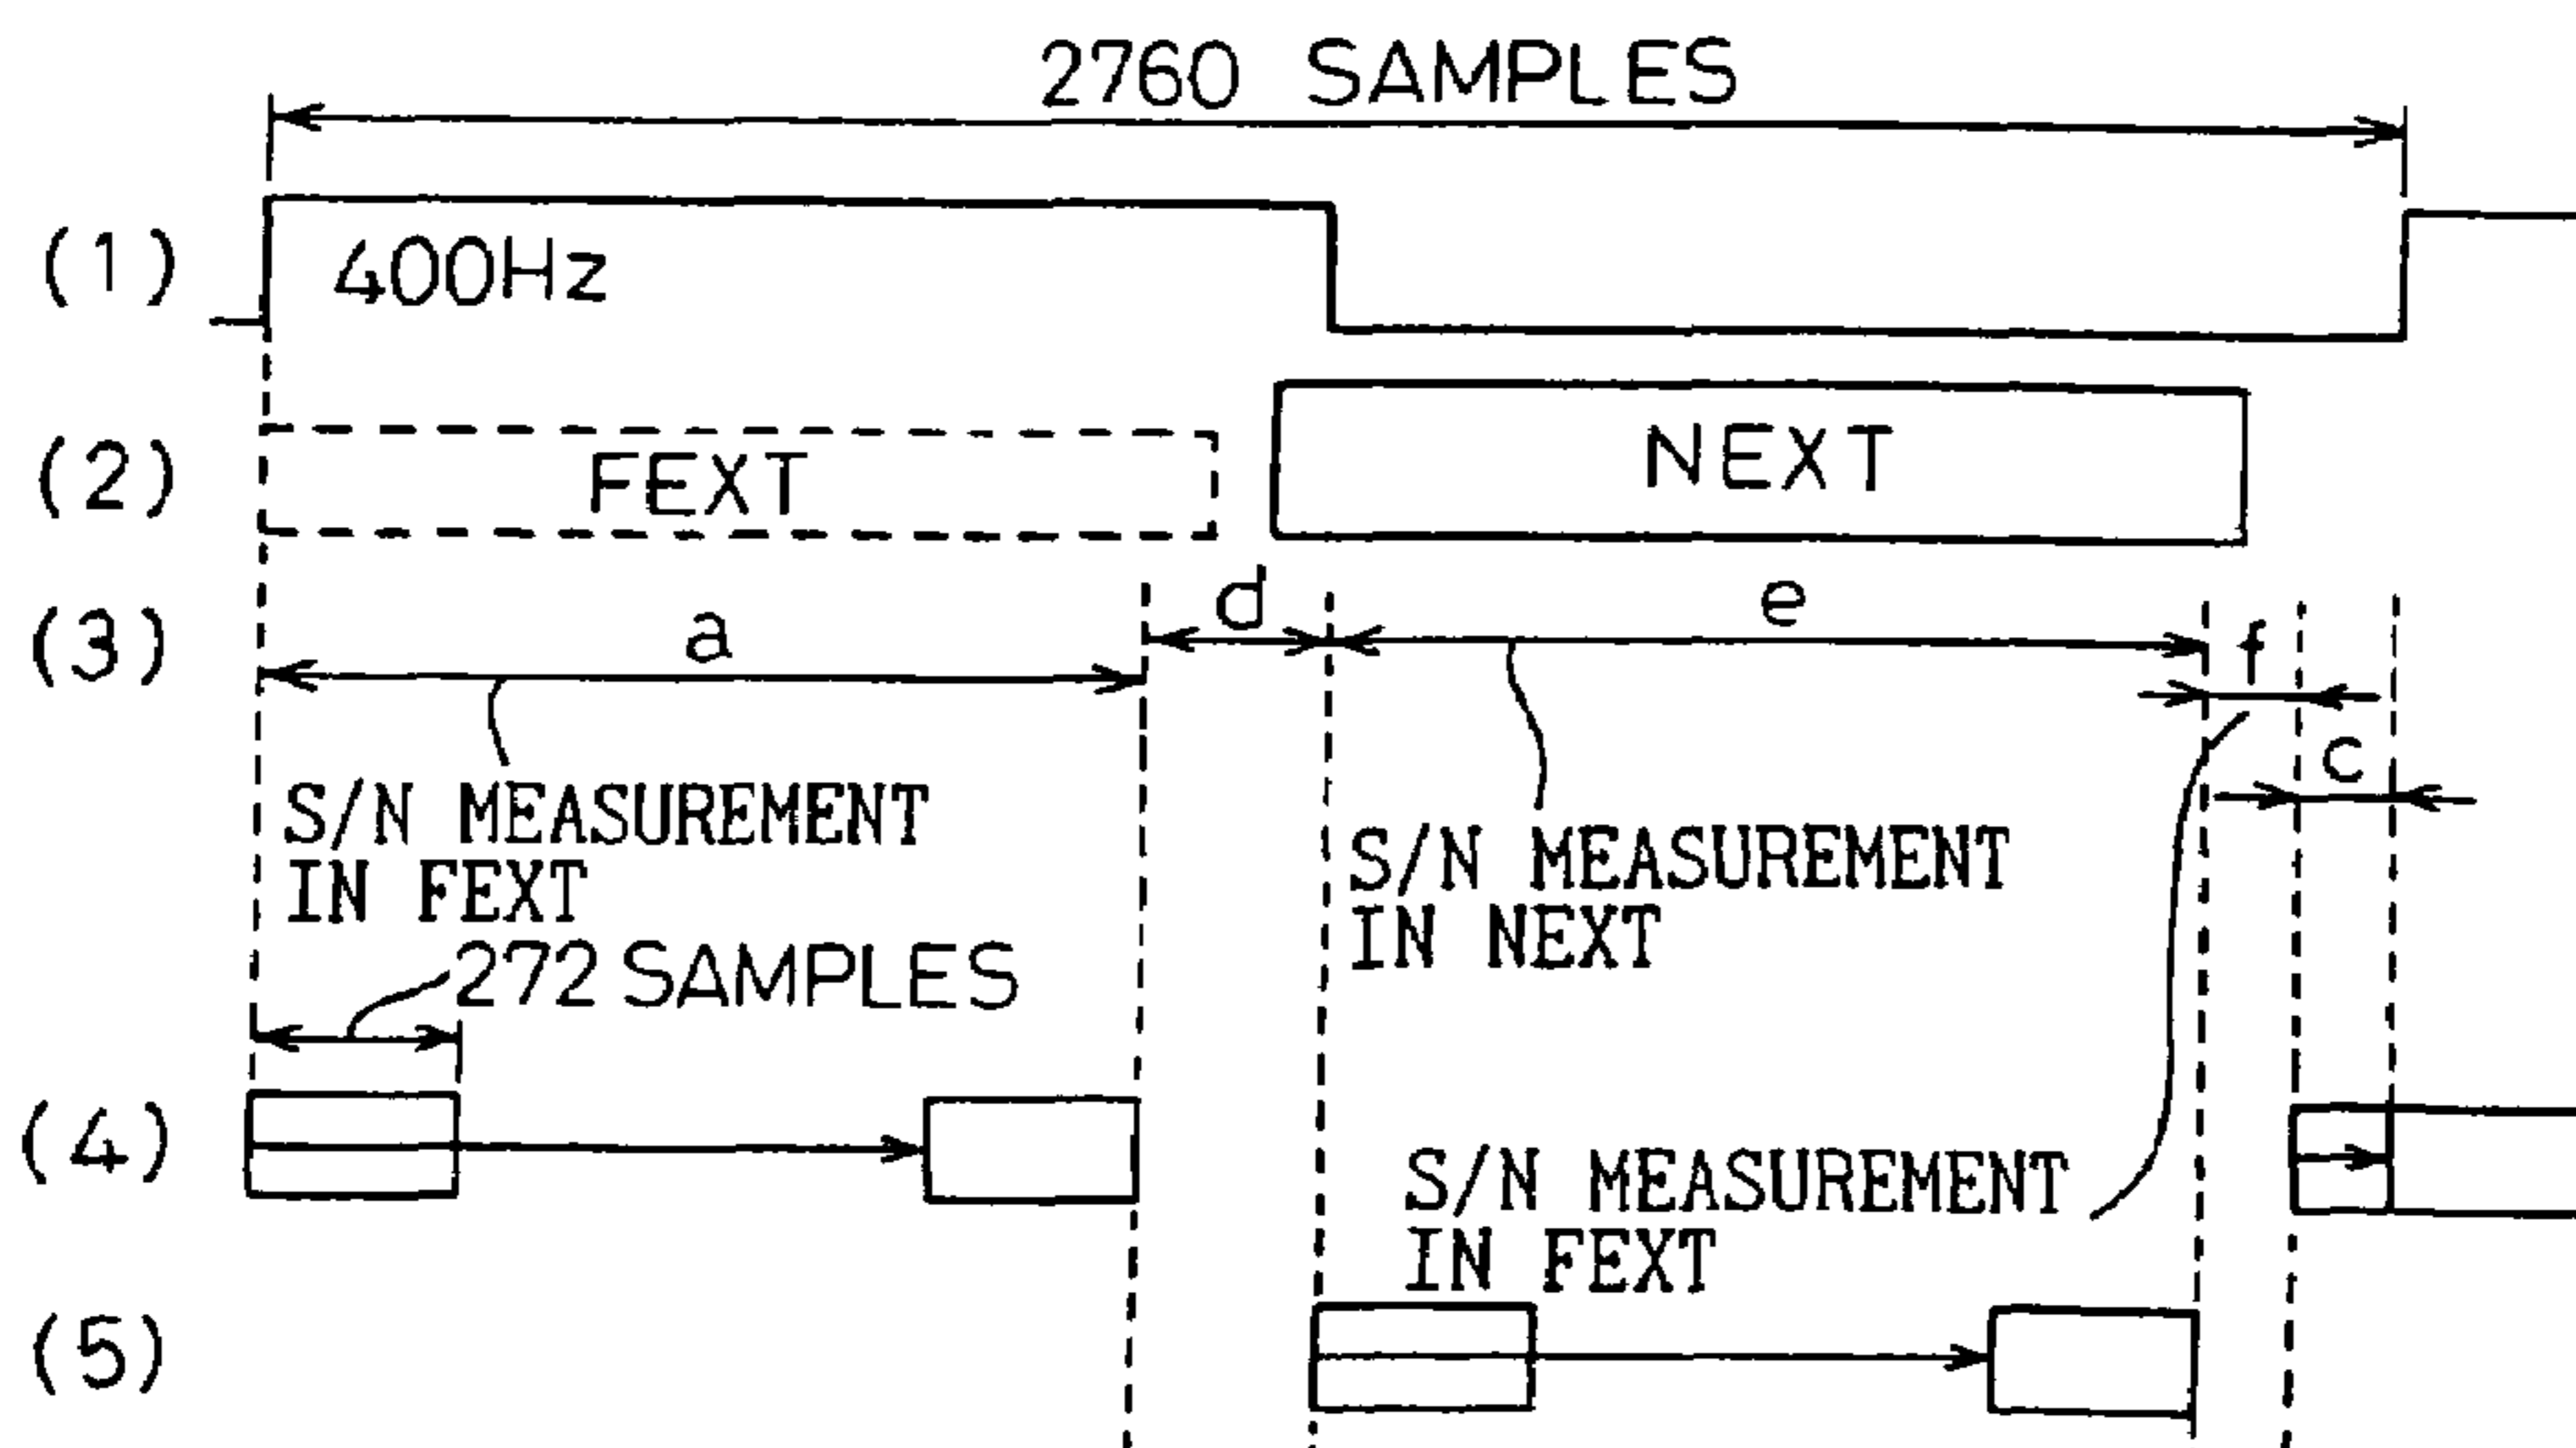 2760 SAMPLES
(1)
400Hz
(2)
FEXT
NEXT
(3)
a
d
e
f
c
S/N MEASUREMENT
IN FEXT
S/N MEASUREMENT
IN NEXT
272 SAMPLES
(4)
S/N MEASUREMENT
IN FEXT
(5)